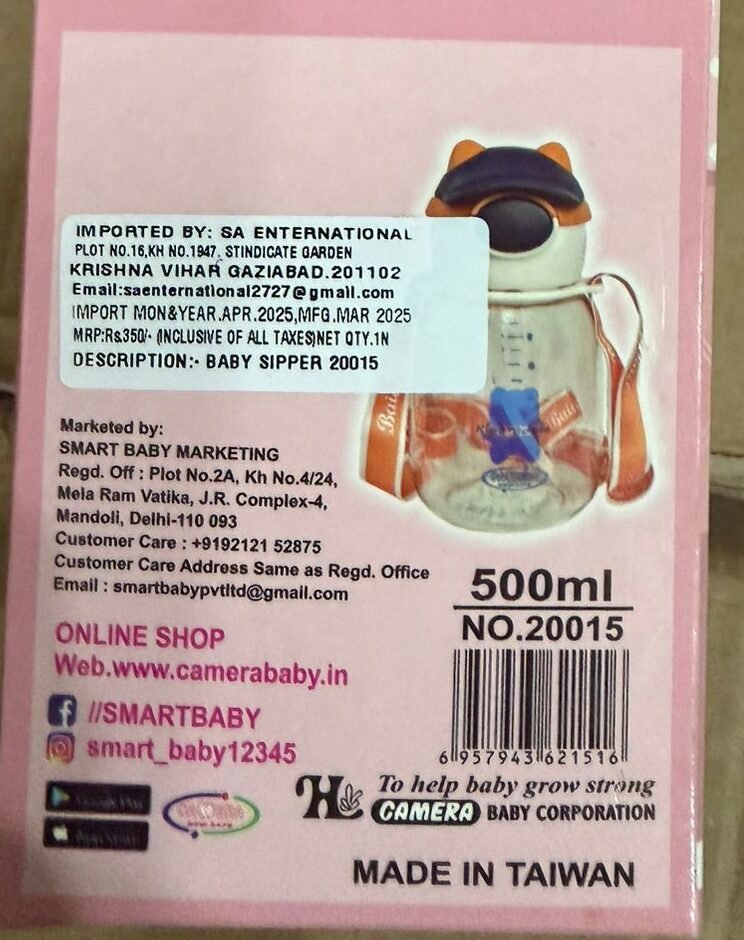 IMPORTED BY: SA ENTERNATIONAL
PLOT NO.16,KH NO.1947, STINDICATE GARDEN
KRISHNA VIHAR GAZIABAD.201102
Email:saenternational2727@gmail.com
IMPORT MON&YEAR.APR.2025,MFG.MAR 2025
MRP:Rs.350/- (INCLUSIVE OF ALL TAXES)NET QTY.1N
DESCRIPTION:- BABY SIPPER 20015
Marketed by:
SMART BABY MARKETING
Regd. Off : Plot No.2A, Kh No.4/24,
Mela Ram Vatika, J.R. Complex-4,
Mandoli, Delhi-110 093
Customer Care : +9192121 52875
Customer Care Address Same as Regd. Office
Email : smartbabypvtltd@gmail.com
500ml
NO.20015
6 957943 621516
ONLINE SHOP
Web.www.camerababy.in
//SMARTBABY
smart_baby12345
To help baby grow strong
CAMERA BABY CORPORATION
MADE IN TAIWAN